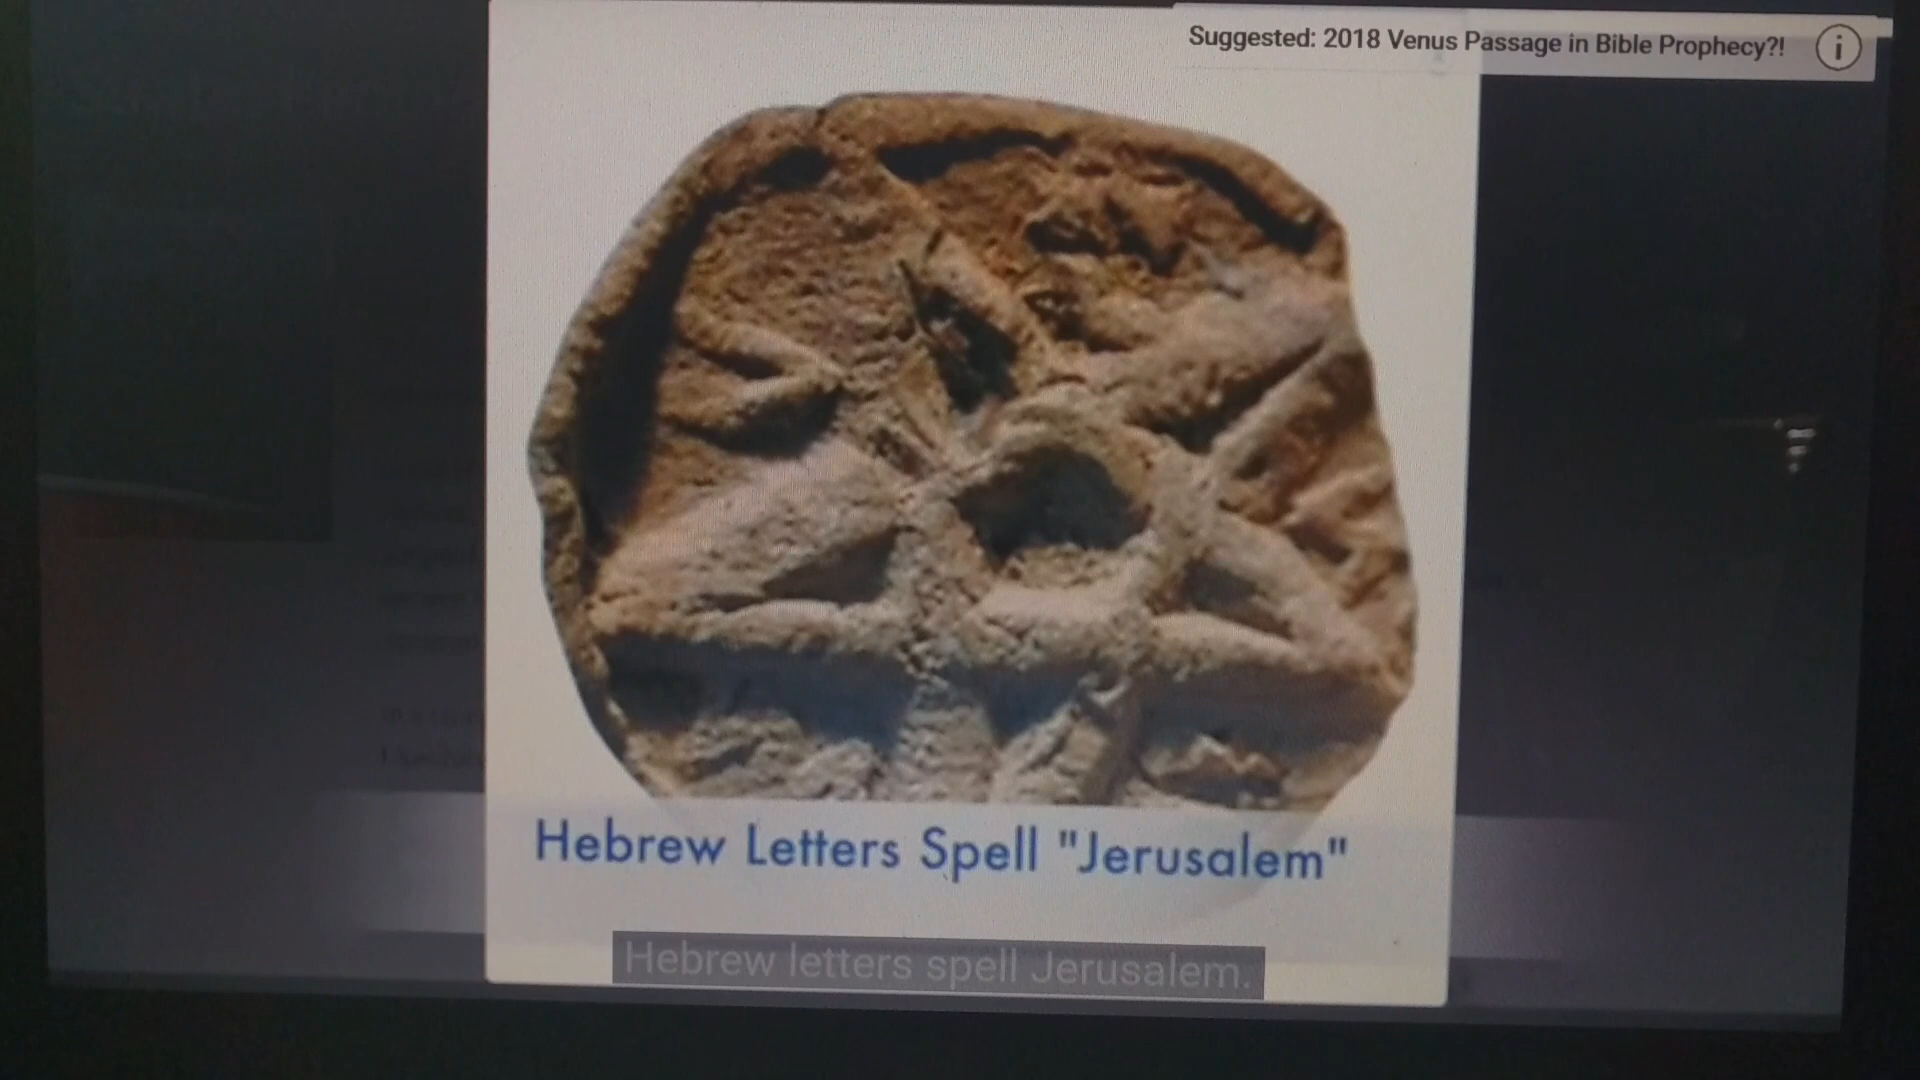 Suggested: 2018 Venus Passage in Bible Prophecy?!
Hebrew Letters Spell "Jerusalem"
Hebrew letters spell Jerusalem.